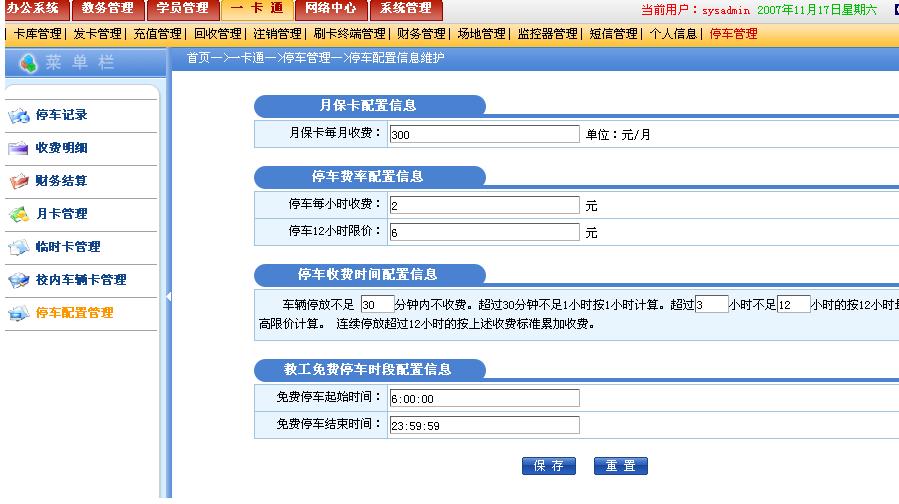 办公系统 教务管理 学员管理 一 卡 通 网络中心 系统管理 当前用户：sysadmin 2007年11月17日星期六
| 卡库管理| 发卡管理| 充值管理| 回收管理| 注销管理| 刷卡终端管理| 财务管理| 场地管理| 监控器管理| 短信管理| 个人信息| 停车管理
菜 单 栏
首页—>一卡通—>停车管理—>停车配置信息维护
停车记录
收费明细
财务结算
月卡管理
临时卡管理
校内车辆卡管理
停车配置管理
月保卡配置信息
月保卡每月收费： 300 单位：元/月
停车费率配置信息
停车每小时收费： 2 元
停车12小时限价： 6 元
停车收费时间配置信息
车辆停放不足 30 分钟内不收费。超过30分钟不足1小时按1小时计算。超过 3 小时不足 12 小时的按12小时
高限价计算。 连续停放超过12小时的按上述收费标准累加收费。
教工免费停车时段配置信息
免费停车起始时间： 6:00:00
免费停车结束时间： 23:59:59
保 存 重 置